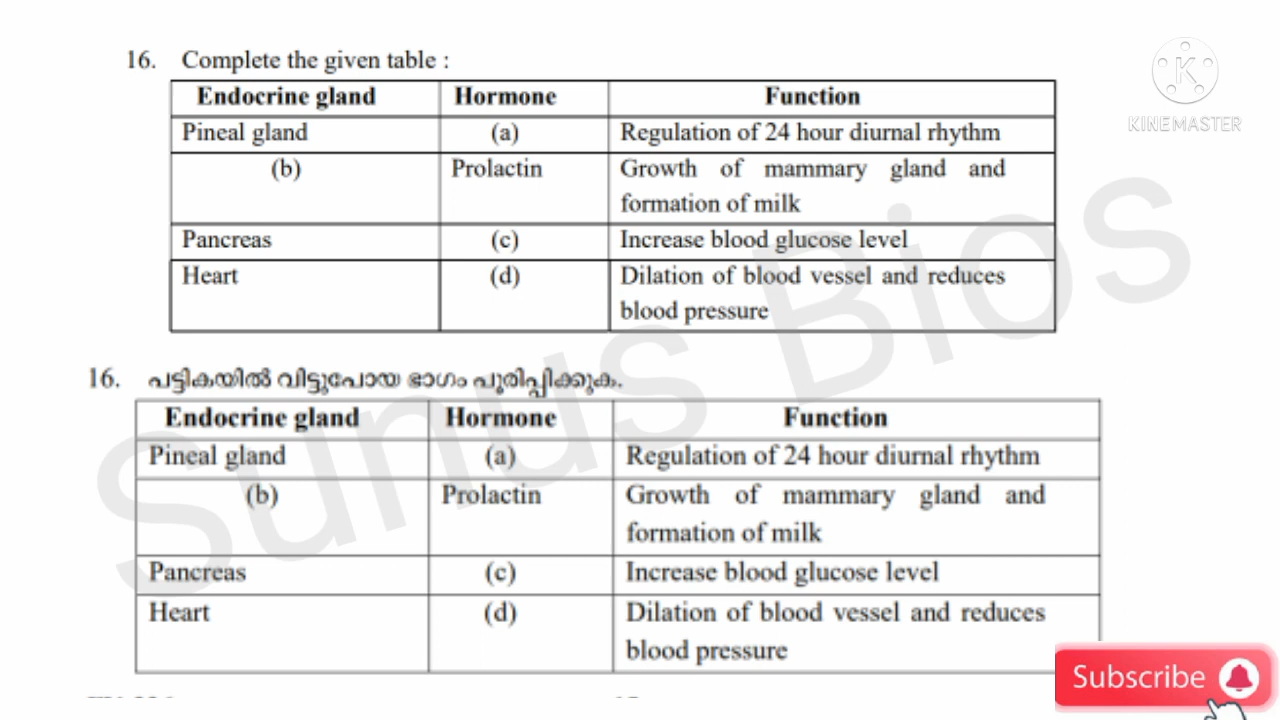 16. Complete the given table :
Endocrine gland Hormone Function
Pineal gland (a) Regulation of 24 hour diurnal rhythm
(b) Prolactin Growth of mammary gland and
formation of milk
Pancreas (c) Increase blood glucose level
Heart (d) Dilation of blood vessel and reduces
blood pressure
KINEMASTER
Sunus Bios
16. പട്ടികയിൽ വിട്ടുപോയ ഭാഗം പൂരിപ്പിക്കുക.
Endocrine gland Hormone Function
Pineal gland (a) Regulation of 24 hour diurnal rhythm
(b) Prolactin Growth of mammary gland and
formation of milk
Pancreas (c) Increase blood glucose level
Heart (d) Dilation of blood vessel and reduces
blood pressure
Subscribe